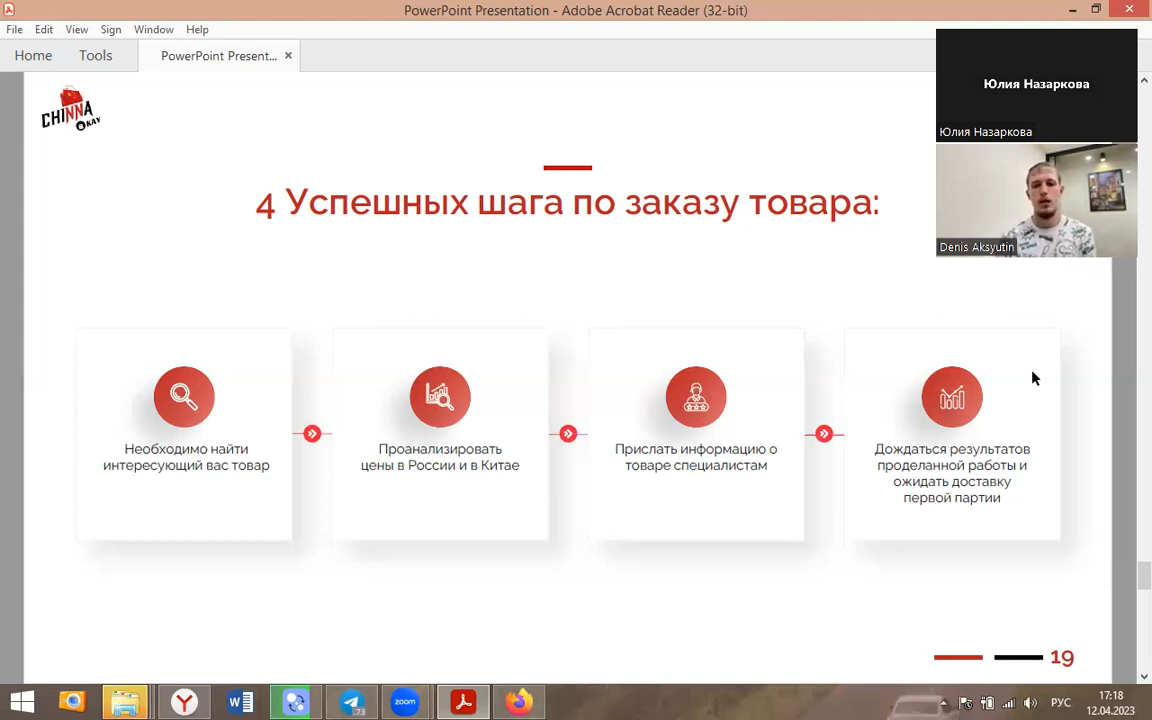 PowerPoint Presentation - Adobe Acrobat Reader (32-bit)
File Edit View Sign Window Help
Home Tools PowerPoint Present...
Юлия Назаркова
Юлия Назаркова
Denis Aksyutin
CHINNA
OKAY
4 Успешных шага по заказу товара:
Необходимо найти
интересующий вас товар
Проанализировать
цены в России и в Китае
Прислать информацию о
товаре специалистам
Дождаться результатов
проделанной работы и
ожидать доставку
первой партии
19
73
zoom
РУС
17:18
12.04.2023